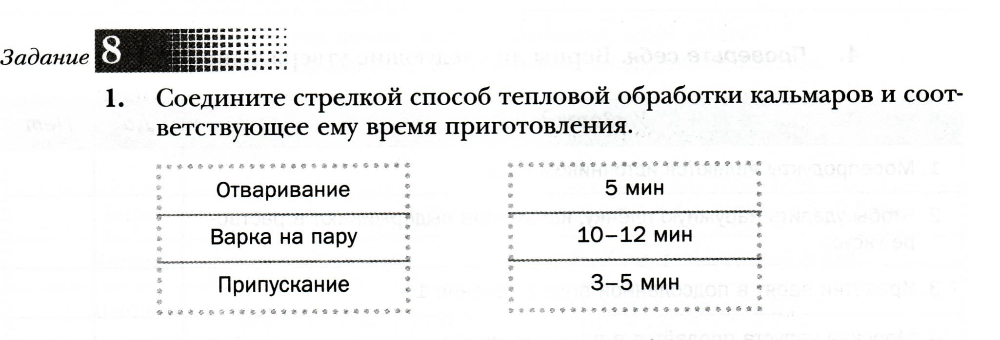 Задание 8
1. Соедините стрелкой способ тепловой обработки кальмаров и соот-
ветствующее ему время приготовления.
Отваривание
5 мин
Варка на пару
10–12 мин
Припускание
3–5 мин